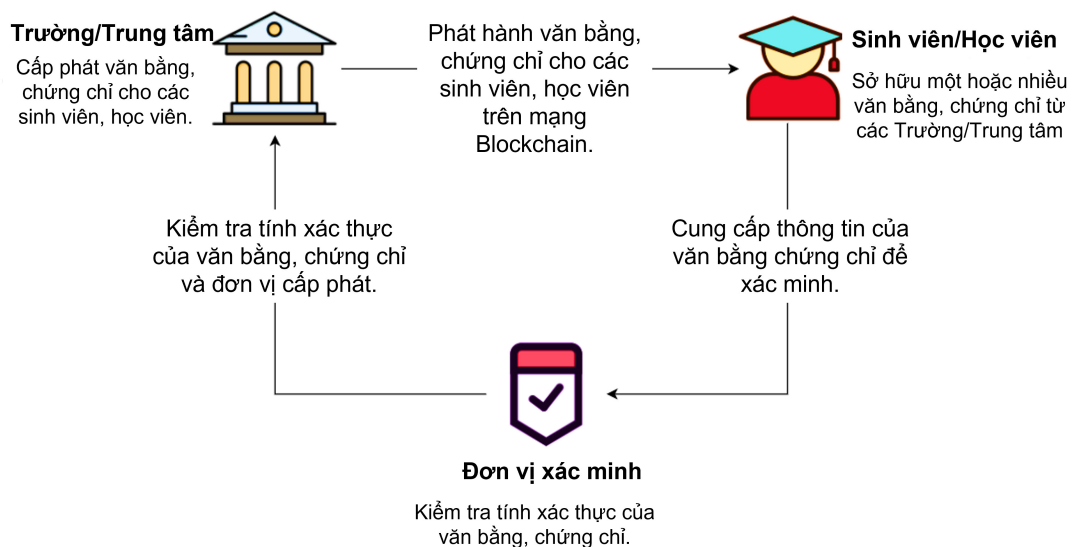 Trường/Trung tâm
Cấp phát văn bằng,
chứng chỉ cho các
sinh viên, học viên.
Phát hành văn bằng,
chứng chỉ cho các
sinh viên, học viên
trên mạng
Blockchain.
Sinh viên/Học viên
Sở hữu một hoặc nhiều
văn bằng, chứng chỉ từ
các Trường/Trung tâm
Kiểm tra tính xác thực
của văn bằng, chứng chỉ
và đơn vị cấp phát.
Cung cấp thông tin của
văn bằng chứng chỉ để
xác minh.
Đơn vị xác minh
Kiểm tra tính xác thực của
văn bằng, chứng chỉ.